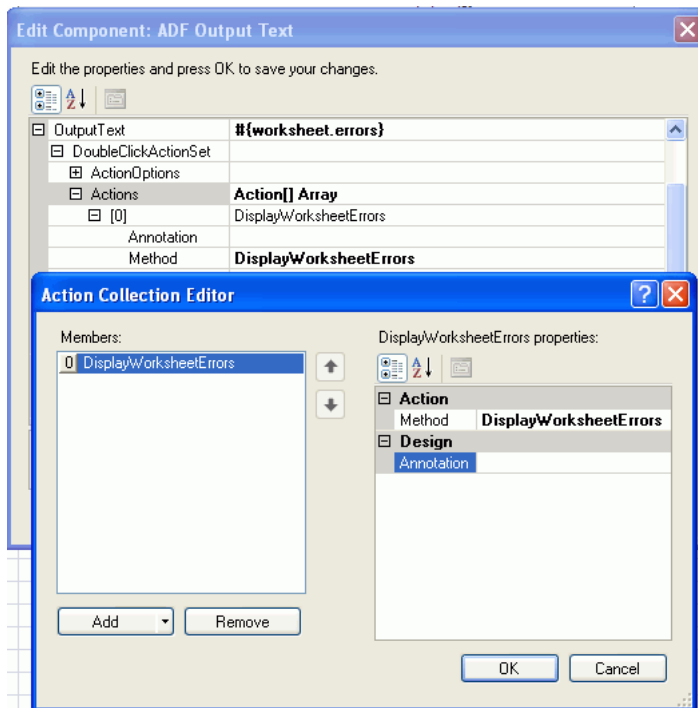 Edit Component: ADF Output Text
Edit the properties and press OK to save your changes.
OutputText #{worksheet.errors}
DoubleClickActionSet
ActionOptions
Actions Action[] Array
[0] DisplayWorksheetErrors
Annotation
Method DisplayWorksheetErrors
Action Collection Editor
Members:
0 DisplayWorksheetErrors
Add
Remove
DisplayWorksheetErrors properties:
Action
Method DisplayWorksheetErrors
Design
Annotation
OK
Cancel